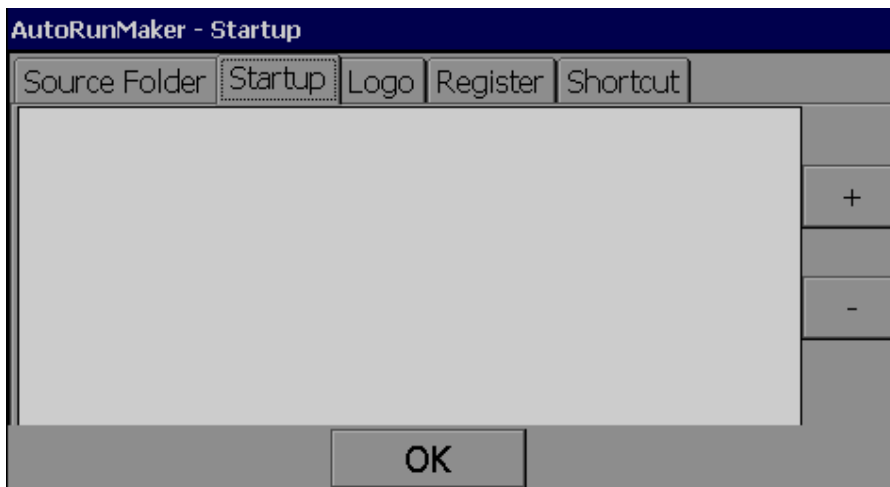 AutoRunMaker - Startup
Source Folder Startup Logo Register Shortcut
+
-
OK